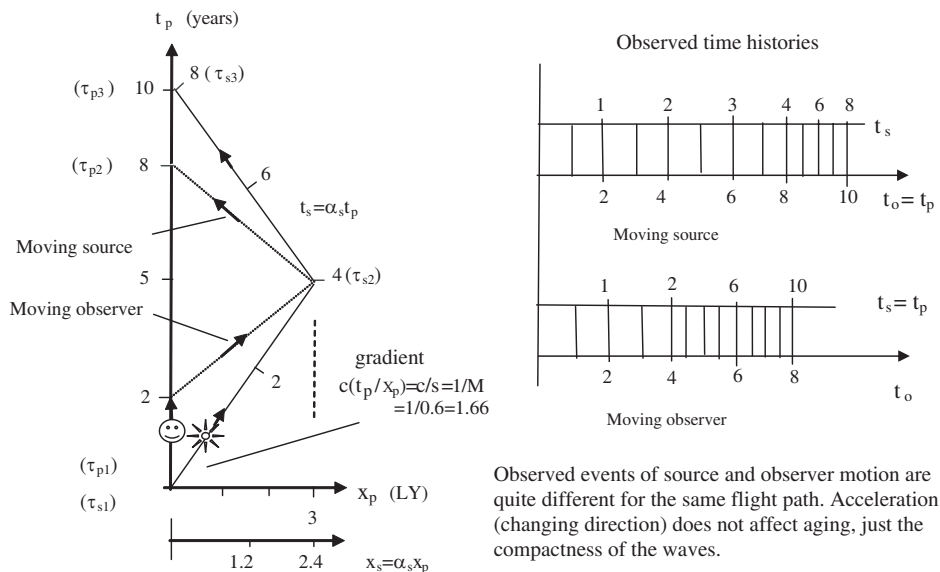 t p (years)
8 (τs3)
(τp3) 10
(τp2) 8
6
ts=αstp
Moving source
5
4 (τs2)
Moving observer
2
2
gradient
c(tp/xp)=c/s=1/M
=1/0.6=1.66
(τp1)
(τs1)
xp (LY)
3
1.2 2.4 xs=αsxp
Observed time histories
1 2 3 4 6 8
ts
2 4 6 8 10
to= tp
Moving source
1 2 6 10
ts= tp
2 4 6 8
to
Moving observer
Observed events of source and observer motion are
quite different for the same flight path. Acceleration
(changing direction) does not affect aging, just the
compactness of the waves.